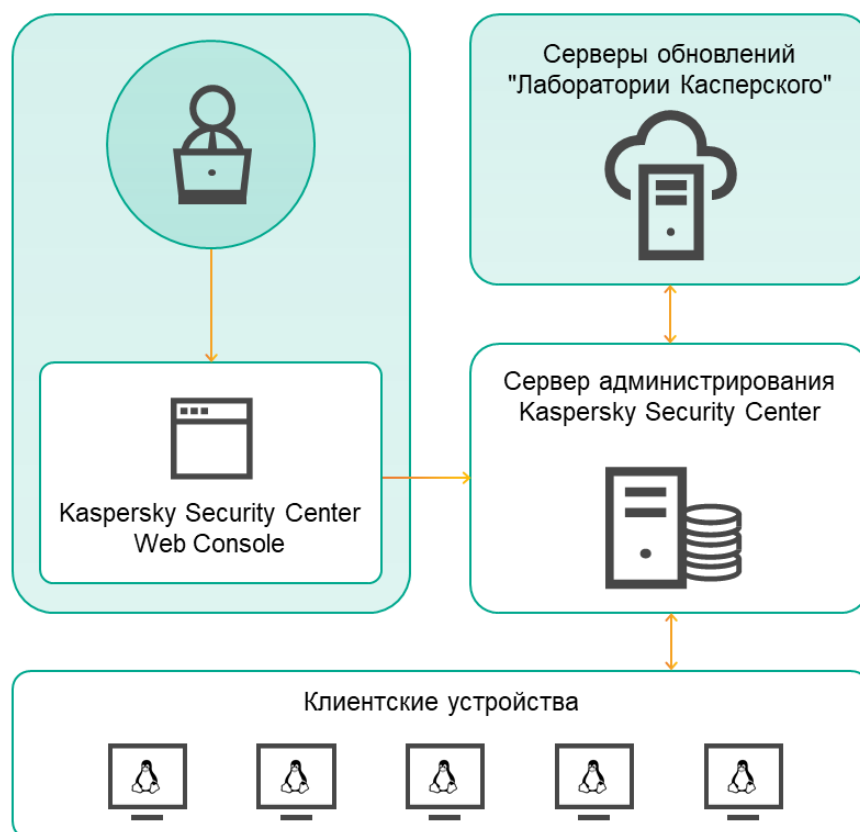 Серверы обновлений
"Лаборатории Касперского"
Kaspersky Security Center
Web Console
Сервер администрирования
Kaspersky Security Center
Клиентские устройства